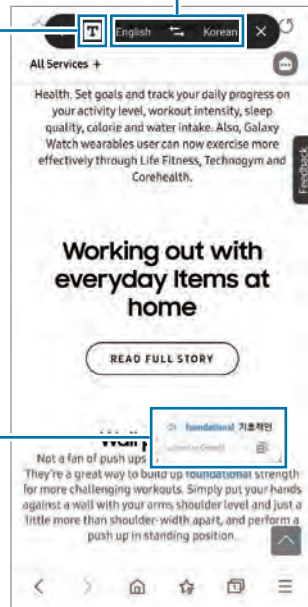 T English Korean ×
All Services +
Health. Set goals and track your daily progress on
your activity level, workout intensity, sleep
quality, calorie and water intake. Also, Galaxy
Watch wearables user can now exercise more
effectively through Life Fitness, Technogym and
Corehealth.
Feedback
Working out with
everyday Items at
home
READ FULL STORY
foundational 기초적인
Wall p
Not a fan of push ups
They're a great way to build up foundational strength
for more challenging workouts. Simply put your hands
against a wall with your arms shoulder level and just a
little more than shoulder-width apart, and perform a
push up in standing position.
1